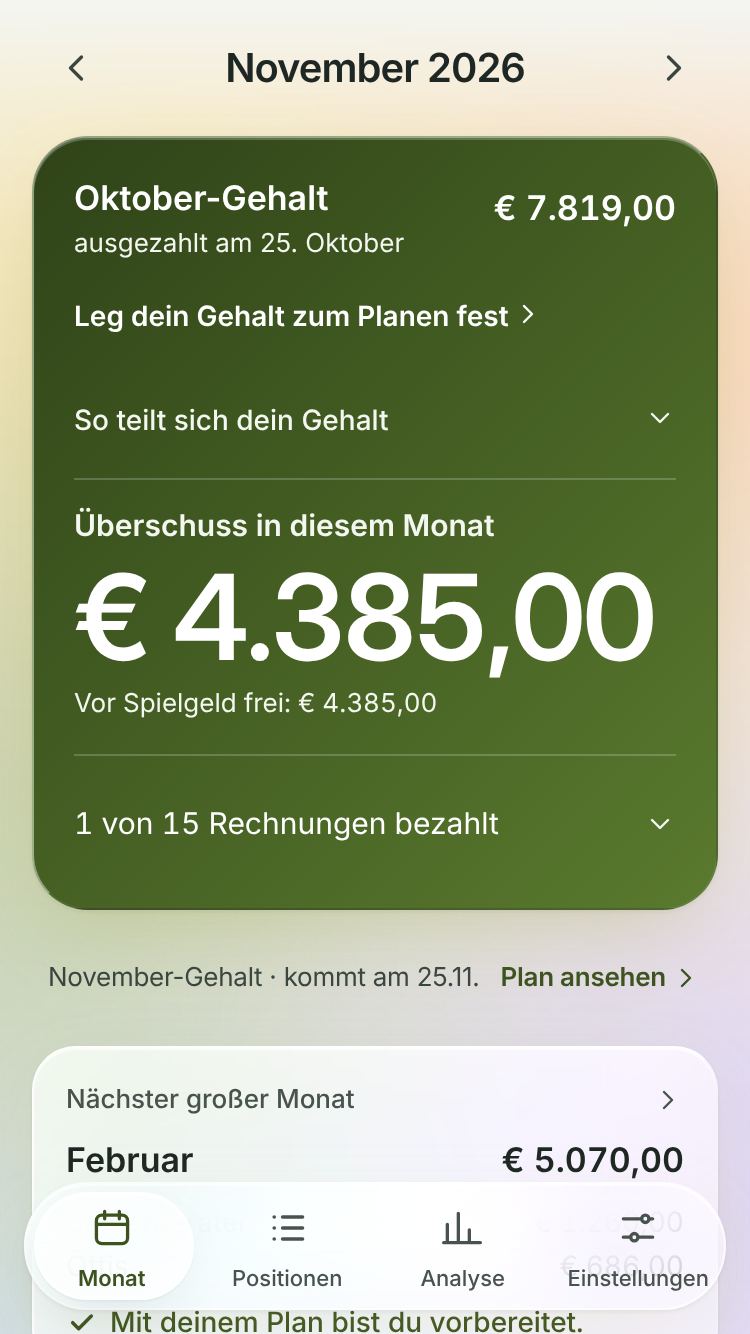 November 2026
Oktober-Gehalt
€ 7.819,00
ausgezahlt am 25. Oktober
Leg dein Gehalt zum Planen fest
So teilt sich dein Gehalt
Überschuss in diesem Monat
€ 4.385,00
Vor Spielgeld frei: € 4.385,00
1 von 15 Rechnungen bezahlt
November-Gehalt · kommt am 25.11. Plan ansehen
Nächster großer Monat
Februar € 5.070,00
€ 686,00
Monat Positionen Analyse Einstellungen
Mit deinem Plan bist du vorbereitet.